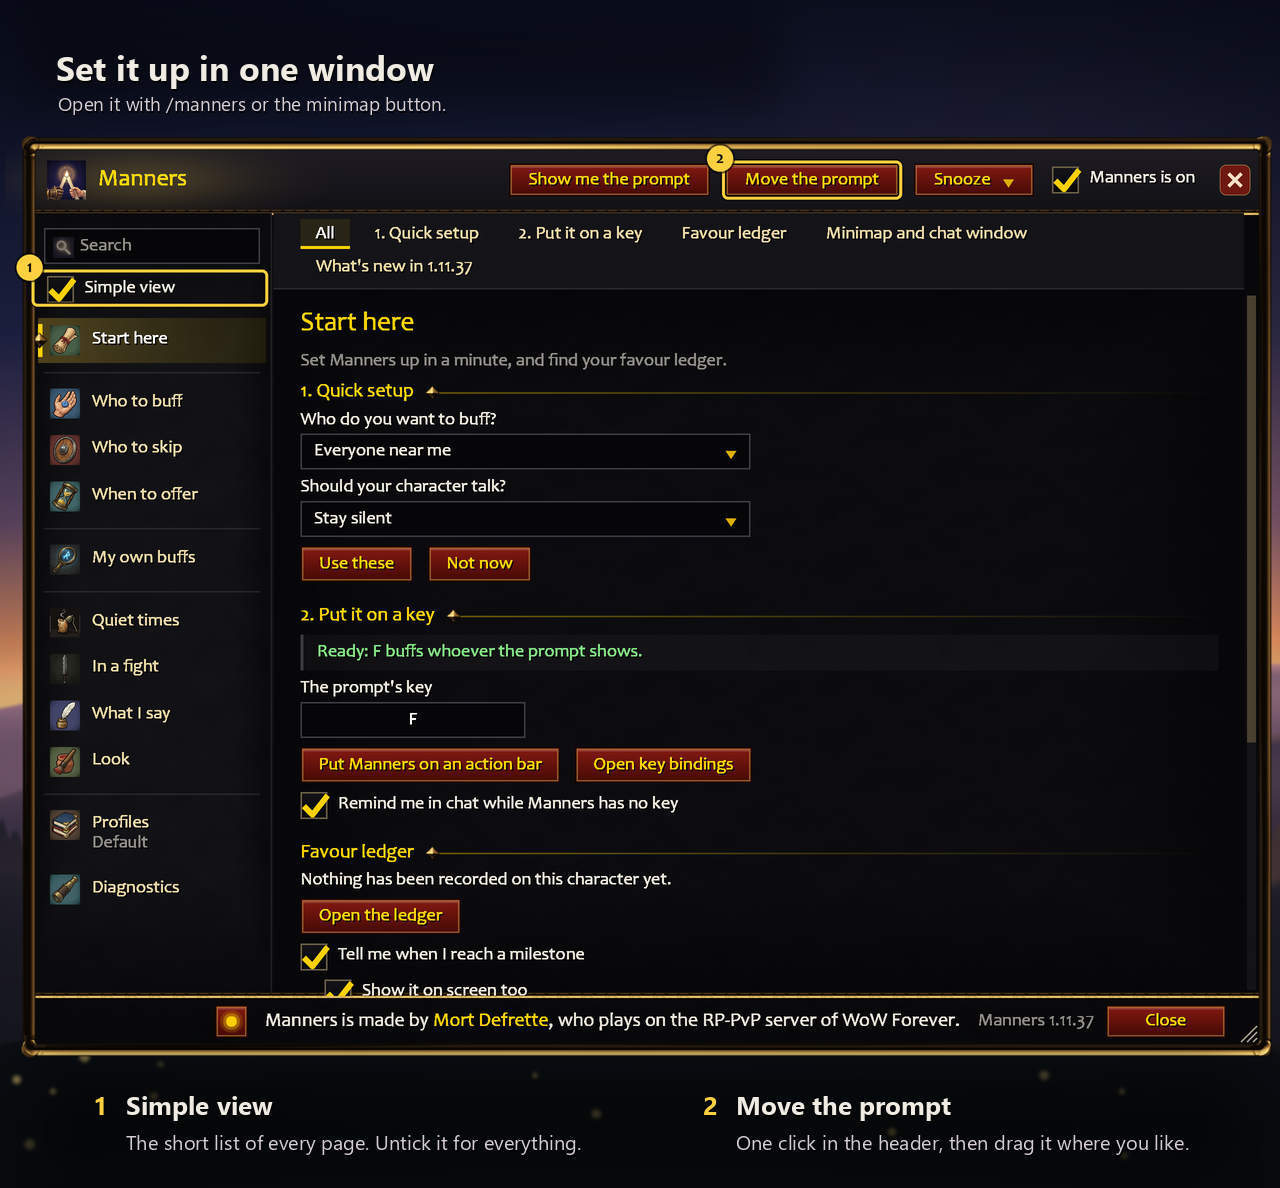 Set it up in one window
Open it with /manners or the minimap button.
Manners
Show me the prompt
2
Move the prompt
Snooze
Manners is on
Search
1
Simple view
Start here
Who to buff
Who to skip
When to offer
My own buffs
Quiet times
In a fight
What I say
Look
Profiles
Default
Diagnostics
All
1. Quick setup
2. Put it on a key
Favour ledger
Minimap and chat window
What's new in 1.11.37
Start here
Set Manners up in a minute, and find your favour ledger.
1. Quick setup
Who do you want to buff?
Everyone near me
Should your character talk?
Stay silent
Use these
Not now
2. Put it on a key
Ready: F buffs whoever the prompt shows.
The prompt's key
F
Put Manners on an action bar
Open key bindings
Remind me in chat while Manners has no key
Favour ledger
Nothing has been recorded on this character yet.
Open the ledger
Tell me when I reach a milestone
Show it on screen too
Manners is made by Mort Defrette, who plays on the RP-PvP server of WoW Forever.
Manners 1.11.37
Close
1 Simple view
The short list of every page. Untick it for everything.
2 Move the prompt
One click in the header, then drag it where you like.